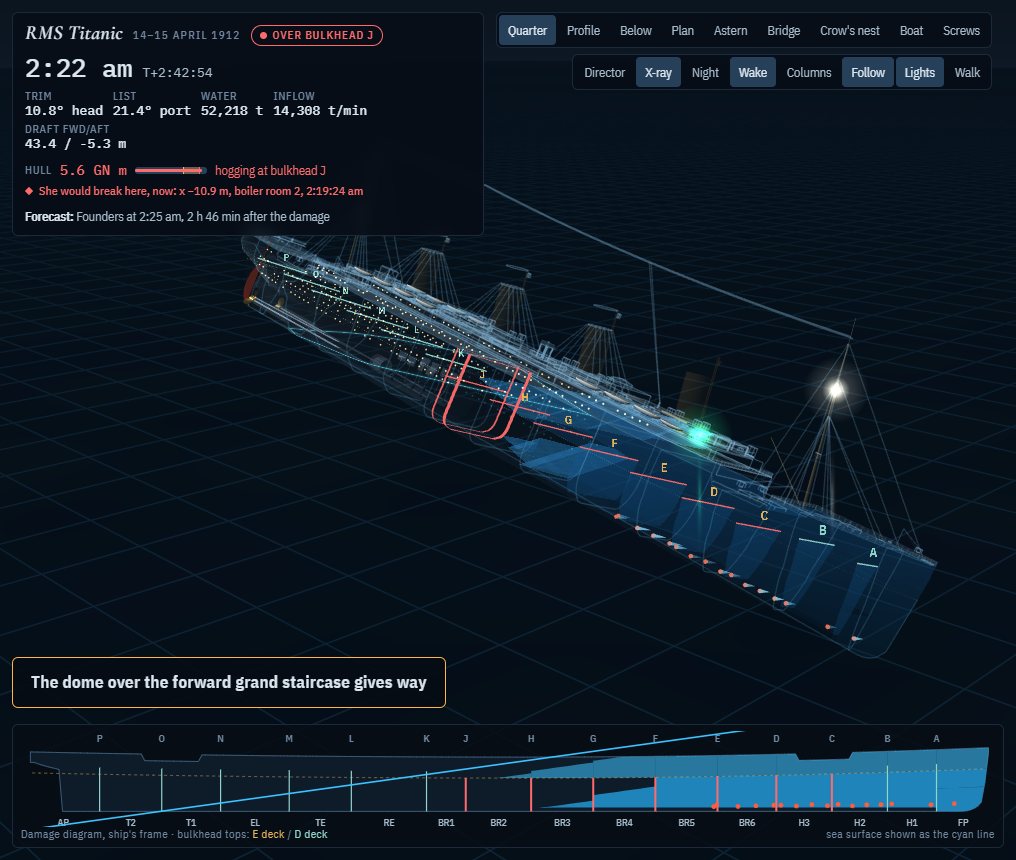 RMS Titanic 14–15 APRIL 1912 OVER BULKHEAD J
2:22 am T+2:42:54
TRIM LIST WATER INFLOW
10.8° head 21.4° port 52,218 t 14,308 t/min
DRAFT FWD/AFT
43.4 / -5.3 m
HULL 5.6 GN m hogging at bulkhead J
She would break here, now: x −10.9 m, boiler room 2, 2:19:24 am
Forecast: Founders at 2:25 am, 2 h 46 min after the damage
Quarter Profile Below Plan Astern Bridge Crow's nest Boat Screws
Director X-ray Night Wake Columns Follow Lights Walk
P
O
N
M
L
K
J
H
G
F
E
D
C
B
A
The dome over the forward grand staircase gives way
P O N M L K J H G F E D C B A
AP T2 T1 EL TE RE BR1 BR2 BR3 BR4 BR5 BR6 H3 H2 H1 FP
Damage diagram, ship's frame · bulkhead tops: E deck / D deck sea surface shown as the cyan line